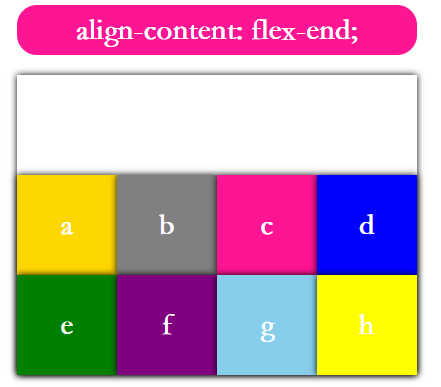 align-content: flex-end;
a b c d
e f g h